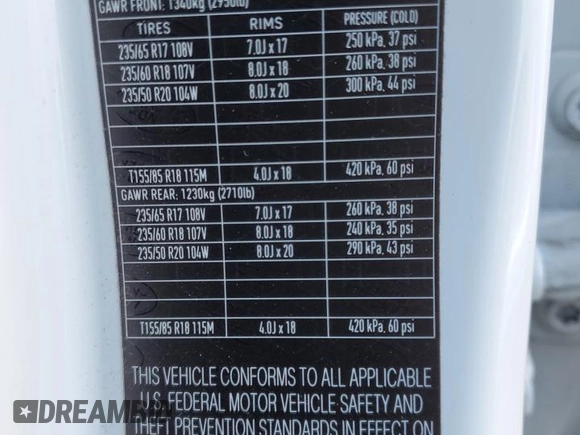 GAWR FRONT: 1340kg (2950lb)
TIRES RIMS PRESSURE (COLD)
235/65 R17 108V 7.0J x 17 250 kPa, 37 psi
235/60 R18 107V 8.0J x 18 260 kPa, 38 psi
235/50 R20 104W 8.0J x 20 300 kPa, 44 psi
T155/85 R18 115M 4.0J x 18 420 kPa, 60 psi
GAWR REAR: 1230kg (2710lb)
235/65 R17 108V 7.0J x 17 260 kPa, 38 psi
235/60 R18 107V 8.0J x 18 240 kPa, 35 psi
235/50 R20 104W 8.0J x 20 290 kPa, 43 psi
T155/85 R18 115M 4.0J x 18 420 kPa, 60 psi
THIS VEHICLE CONFORMS TO ALL APPLICABLE
U.S. FEDERAL MOTOR VEHICLE SAFETY AND
THEFT PREVENTION STANDARDS IN EFFECT ON